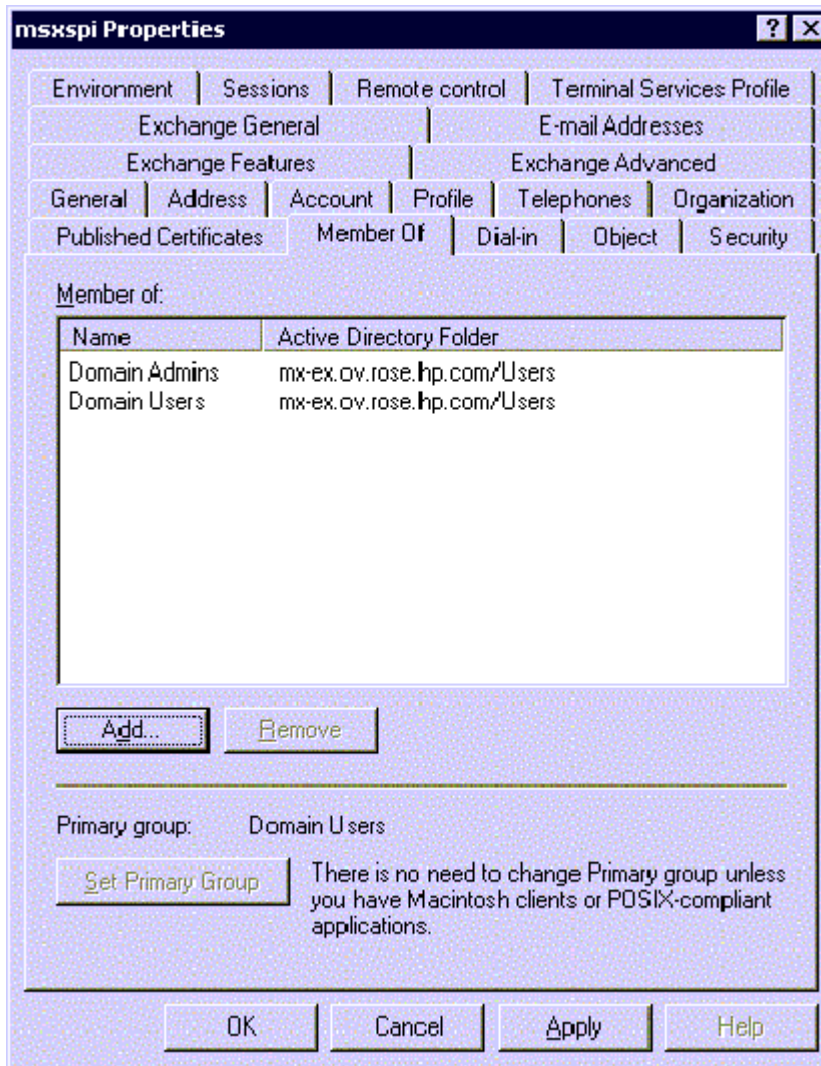 msxspi Properties
Environment Sessions Remote control Terminal Services Profile
Exchange General E-mail Addresses
Exchange Features Exchange Advanced
General Address Account Profile Telephones Organization
Published Certificates Member Of Dial-in Object Security
Member of:
Name Active Directory Folder
Domain Admins mx-ex.ov.rose.hp.com/Users
Domain Users mx-ex.ov.rose.hp.com/Users
Add... Remove
Primary group: Domain Users
Set Primary Group
There is no need to change Primary group unless
you have Macintosh clients or POSIX-compliant
applications.
OK Cancel Apply Help